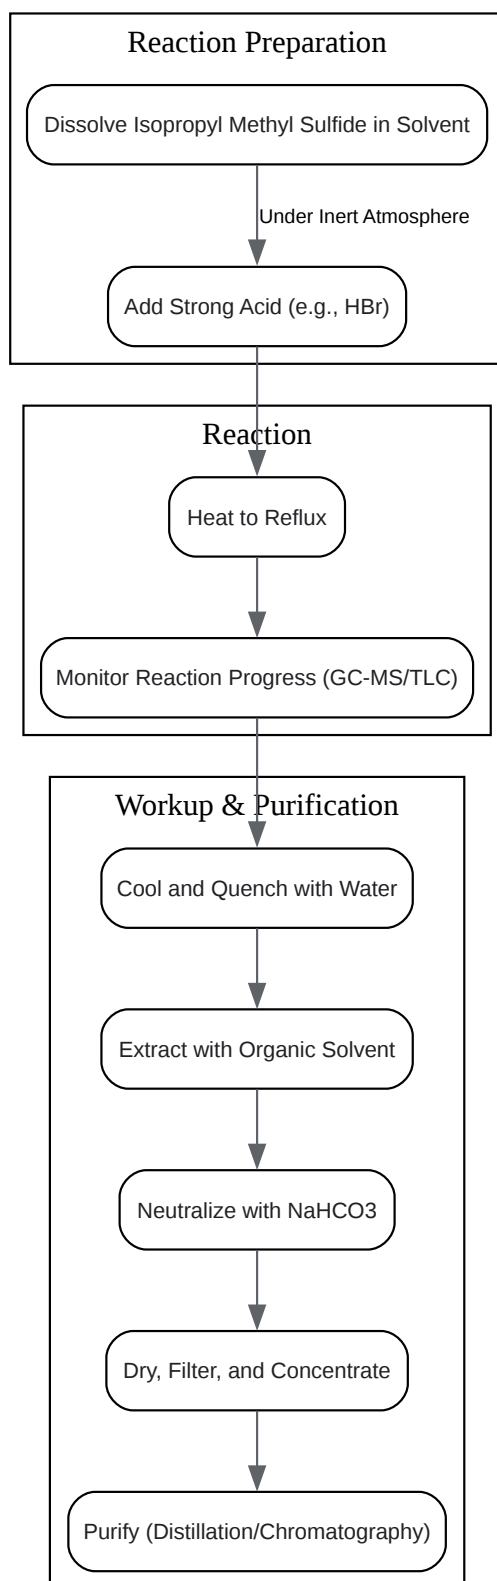 Reaction Preparation
Dissolve Isopropyl Methyl Sulfide in Solvent
Under Inert Atmosphere
Add Strong Acid (e.g., HBr)
Reaction
Heat to Reflux
Monitor Reaction Progress (GC-MS/TLC)
Workup & Purification
Cool and Quench with Water
Extract with Organic Solvent
Neutralize with NaHCO3
Dry, Filter, and Concentrate
Purify (Distillation/Chromatography)